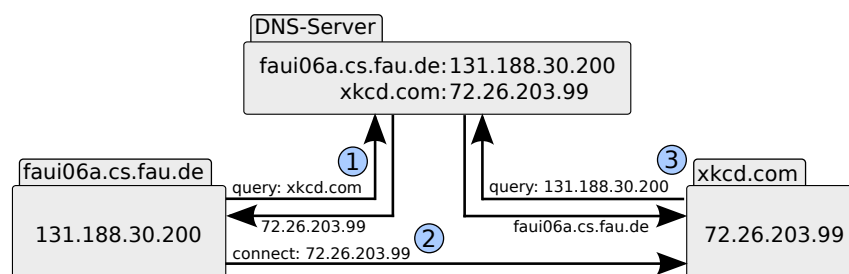 DNS-Server
faui06a.cs.fau.de:131.188.30.200
xkcd.com:72.26.203.99
1
3
faui06a.cs.fau.de
xkcd.com
query: xkcd.com
query: 131.188.30.200
72.26.203.99
faui06a.cs.fau.de
131.188.30.200
2
72.26.203.99
connect: 72.26.203.99